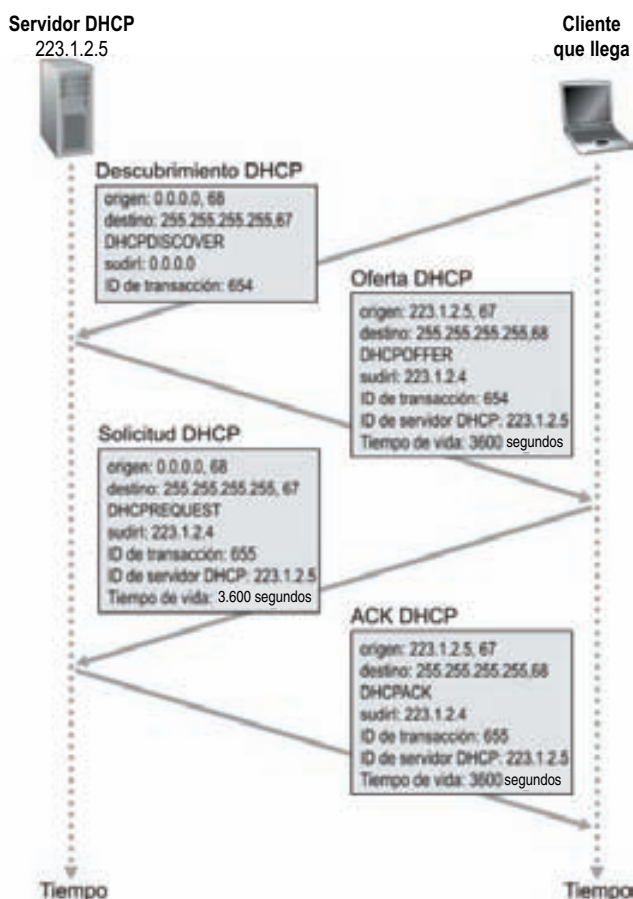 Servidor DHCP
223.1.2.5
Cliente
que llega
Descubrimiento DHCP
origen: 0.0.0.0, 68
destino: 255.255.255.255,67
DHCPDISCOVER
sudirI: 0.0.0.0
ID de transacción: 654
Oferta DHCP
origen: 223.1.2.5, 67
destino: 255.255.255.255,68
DHCPOFFER
sudirI: 223.1.2.4
ID de transacción: 654
ID de servidor DHCP: 223.1.2.5
Tiempo de vida: 3600 segundos
Solicitud DHCP
origen: 0.0.0.0, 68
destino: 255.255.255.255, 67
DHCPREQUEST
sudirI: 223.1.2.4
ID de transacción: 655
ID de servidor DHCP: 223.1.2.5
Tiempo de vida: 3.600 segundos
ACK DHCP
origen: 223.1.2.5, 67
destino: 255.255.255.255,68
DHCPACK
sudirI: 223.1.2.4
ID de transacción: 655
ID de servidor DHCP: 223.1.2.5
Tiempo de vida: 3600 segundos
Tiempo
Tiempo